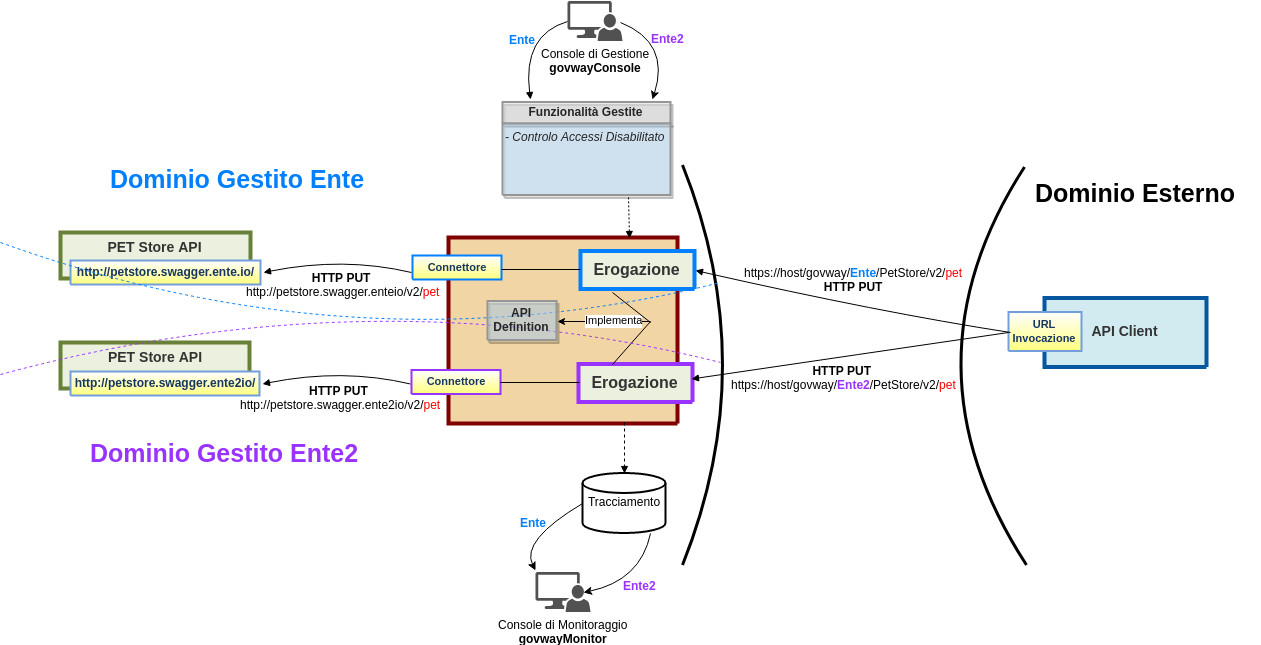 Ente
Ente2
Console di Gestione
govwayConsole
Funzionalità Gestite
- Controlo Accessi Disabilitato
Dominio Gestito Ente
Dominio Esterno
PET Store API
http://petstore.swagger.ente.io/
HTTP PUT
http://petstore.swagger.enteio/v2/pet
Connettore
Erogazione
https://host/govway/Ente/PetStore/v2/pet
HTTP PUT
API
Definition
Implementa
URL
Invocazione
API Client
PET Store API
http://petstore.swagger.ente2io/
HTTP PUT
http://petstore.swagger.ente2io/v2/pet
Connettore
Erogazione
HTTP PUT
https://host/govway/Ente2/PetStore/v2/pet
Dominio Gestito Ente2
Tracciamento
Ente
Ente2
Console di Monitoraggio
govwayMonitor